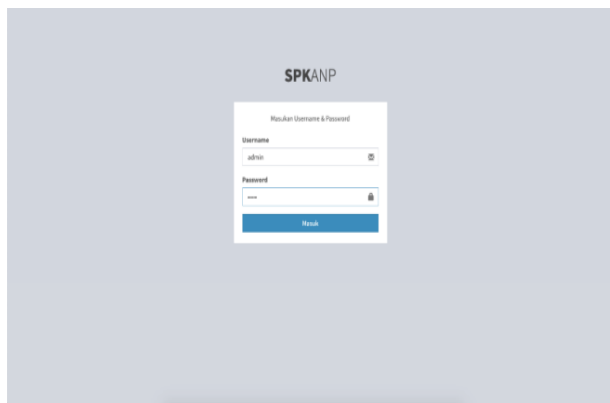 SPKANP
Masukan Username & Password
Username
admin
Password
Masuk